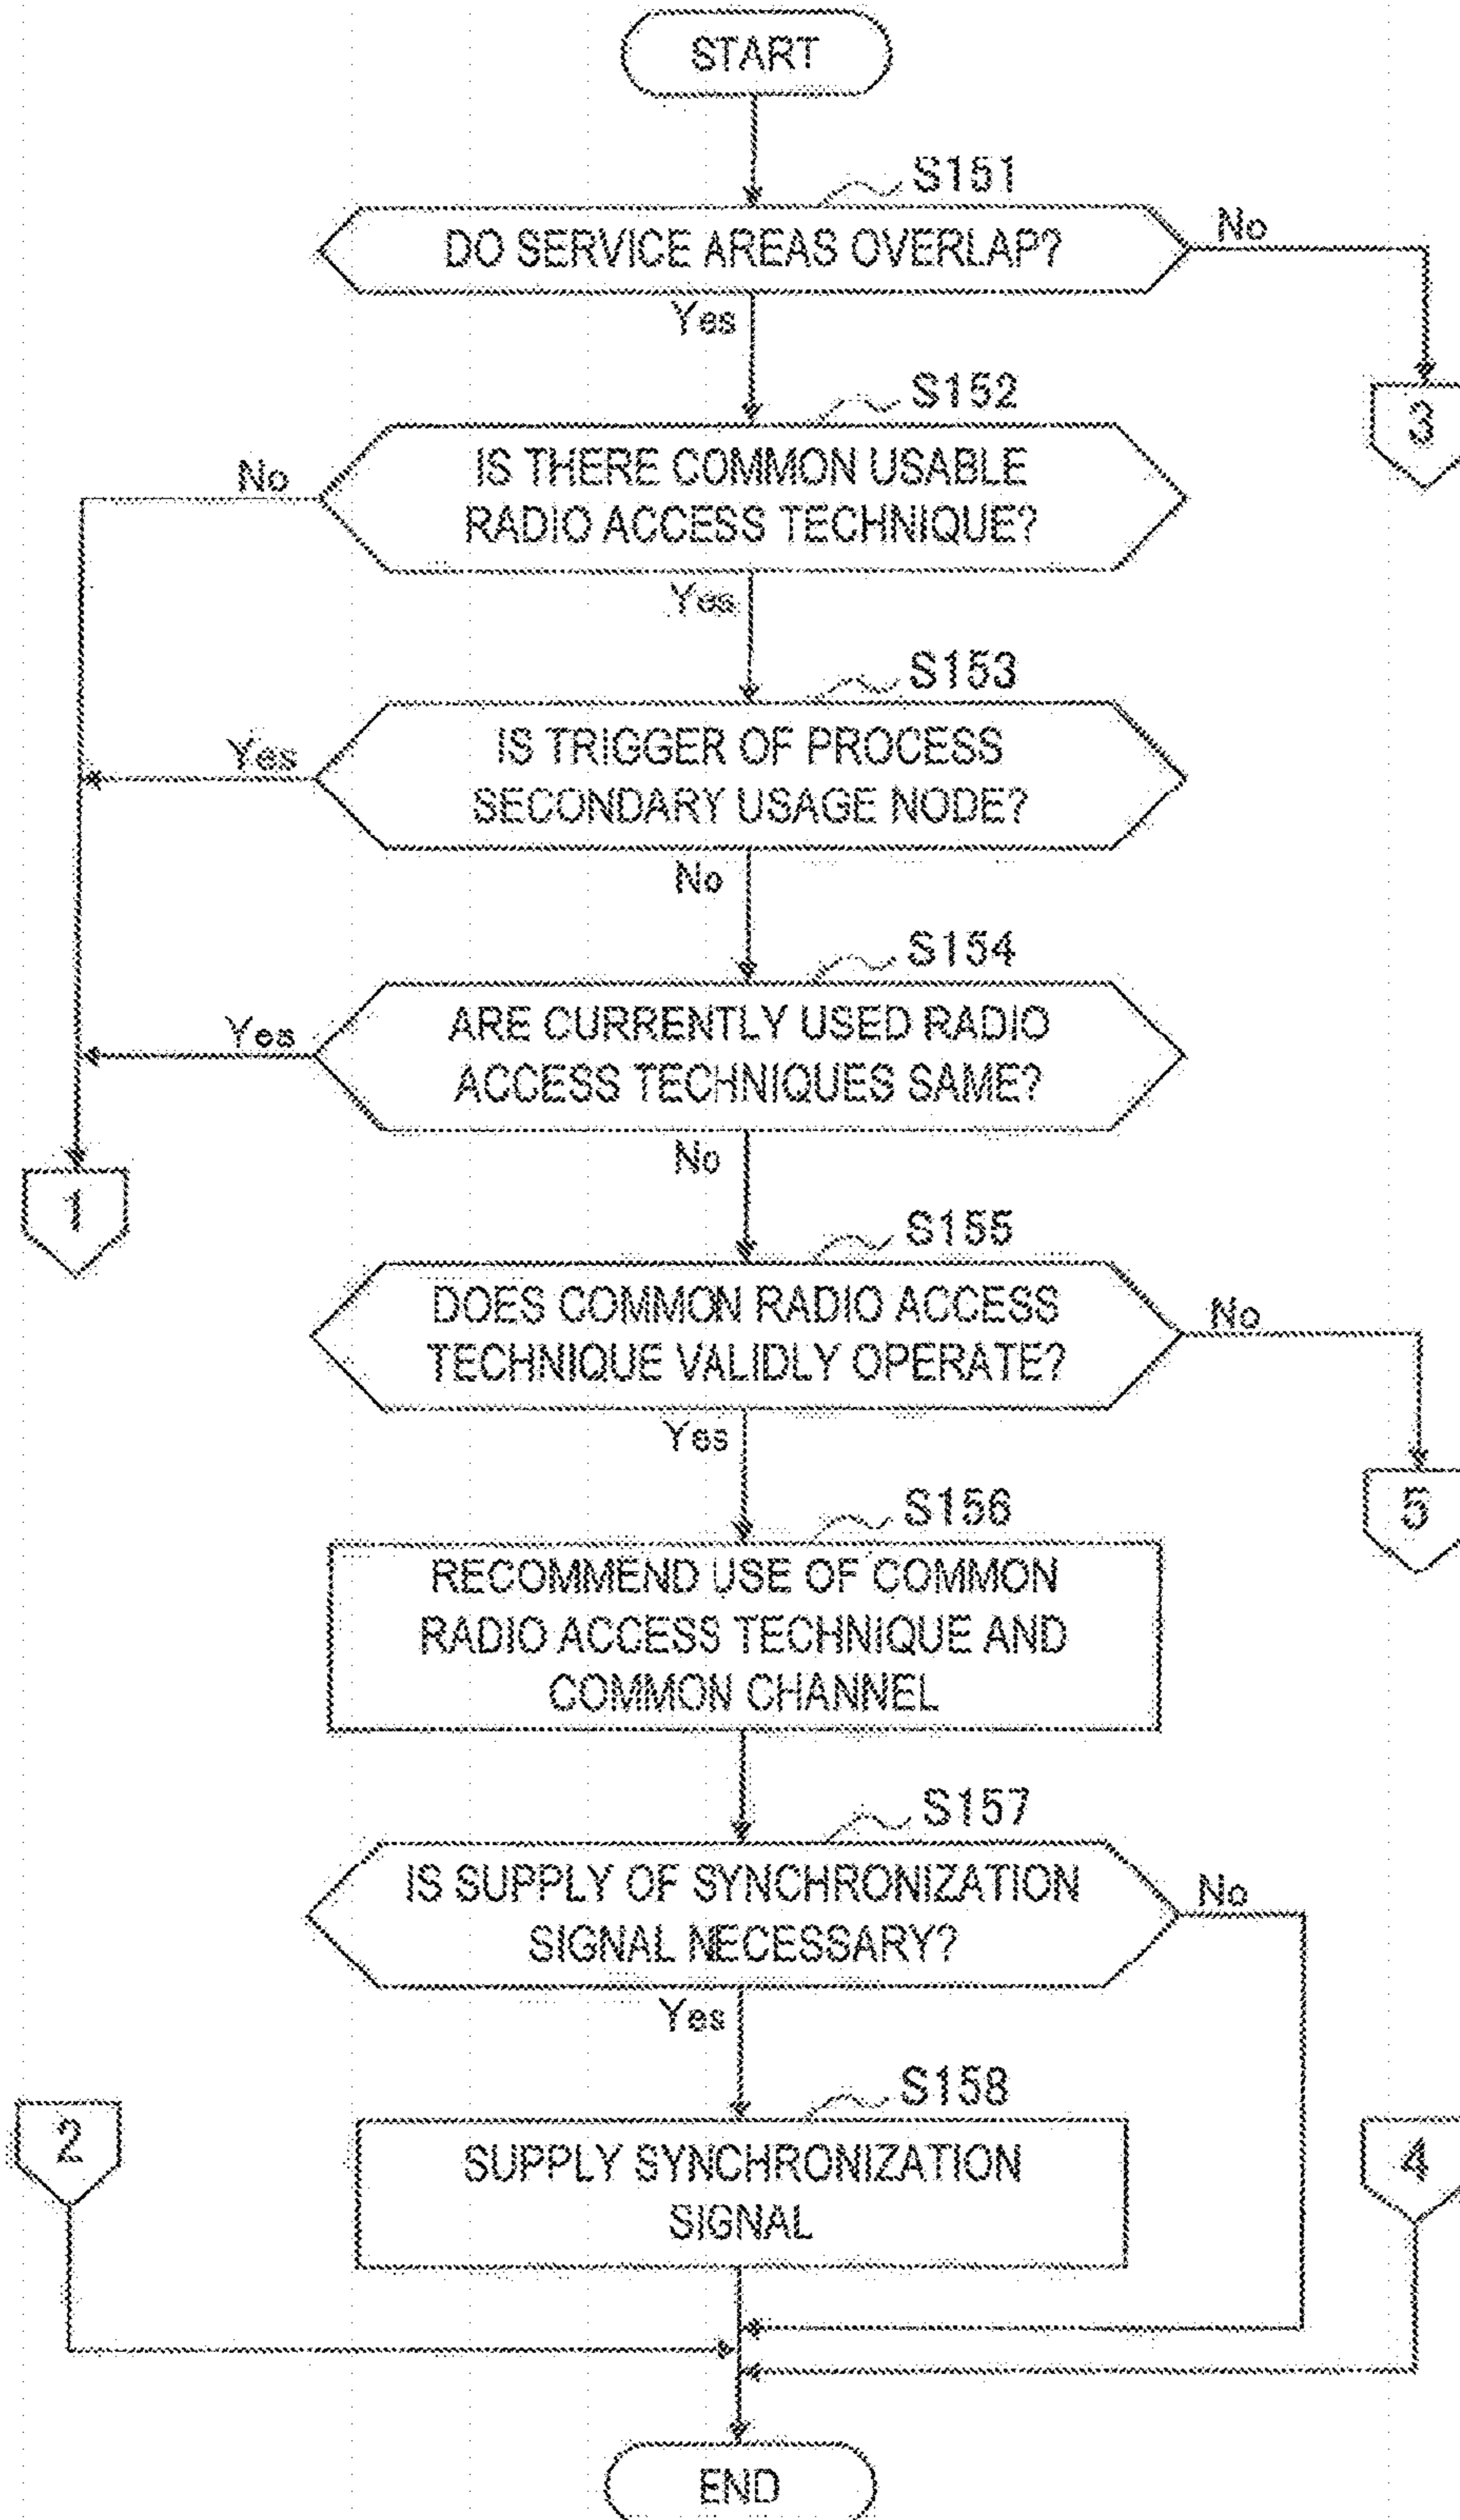 START
S151
DO SERVICE AREAS OVERLAP?
No
Yes
3
S152
IS THERE COMMON USABLE
RADIO ACCESS TECHNIQUE?
No
Yes
S153
IS TRIGGER OF PROCESS
SECONDARY USAGE NODE?
Yes
No
S154
ARE CURRENTLY USED RADIO
ACCESS TECHNIQUES SAME?
Yes
No
1
S155
DOES COMMON RADIO ACCESS
TECHNIQUE VALIDLY OPERATE?
No
Yes
5
S156
RECOMMEND USE OF COMMON
RADIO ACCESS TECHNIQUE AND
COMMON CHANNEL
S157
IS SUPPLY OF SYNCHRONIZATION
SIGNAL NECESSARY?
No
Yes
S158
SUPPLY SYNCHRONIZATION
SIGNAL
2
4
END